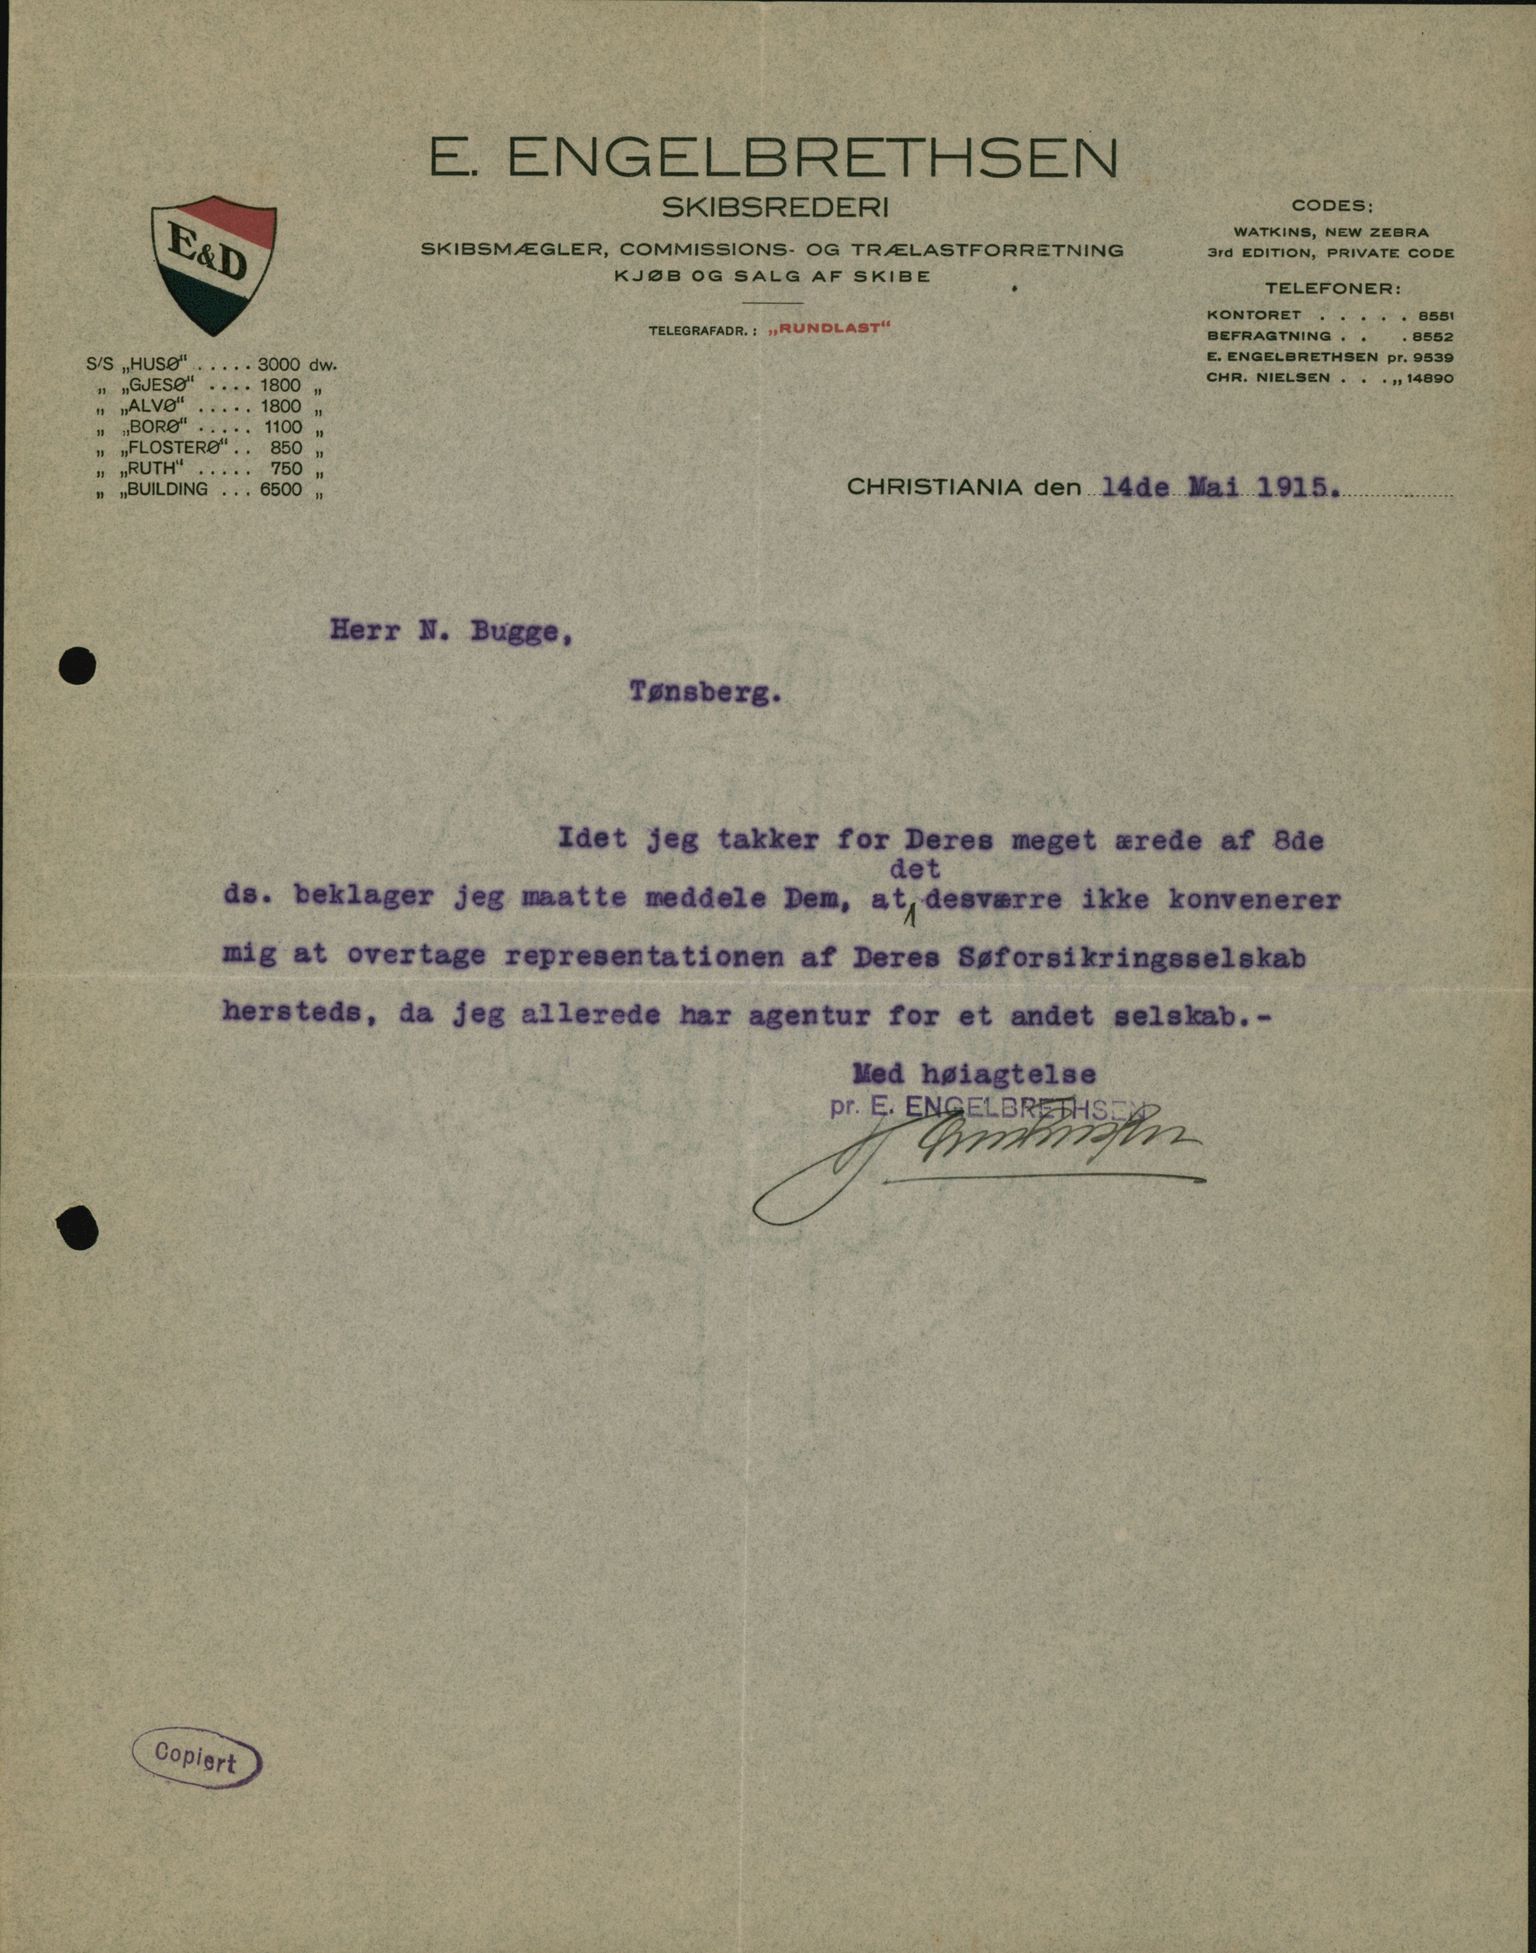 E. ENGELBRETHSEN
SKIBSREDERI
SKIBSMÆGLER, COMMISSIONS- OG TRÆLASTFORRETNING
KJØB OG SALG AF SKIBE
TELEGRAFADR.: „RUNDLAST“
E&D
S/S „HUSØ“ ..... 3000 dw.
„ „GJESØ“ .... 1800 „
„ „ALVØ“ ..... 1800 „
„ „BORØ“ ..... 1100 „
„ „FLOSTERØ“ .. 850 „
„ „RUTH“ ..... 750 „
„ „BUILDING ... 6500 „
CODES:
WATKINS, NEW ZEBRA
3rd EDITION, PRIVATE CODE
TELEFONER:
KONTORET . . . . . 8551
BEFRAGTNING . . . 8552
E. ENGELBRETHSEN pr. 9539
CHR. NIELSEN . . . „ 14890
CHRISTIANIA den 14de Mai 1915.
Herr N. Bugge,
Tønsberg.
Idet jeg takker for Deres meget ærede af 8de
det
ds. beklager jeg maatte meddele Dem, at desværre ikke konvenerer
mig at overtage representationen af Deres Søforsikringsselskab
hersteds, da jeg allerede har agentur for et andet selskab.-
Med høiagtelse
pr. E. ENGELBRETHSEN
Copiert